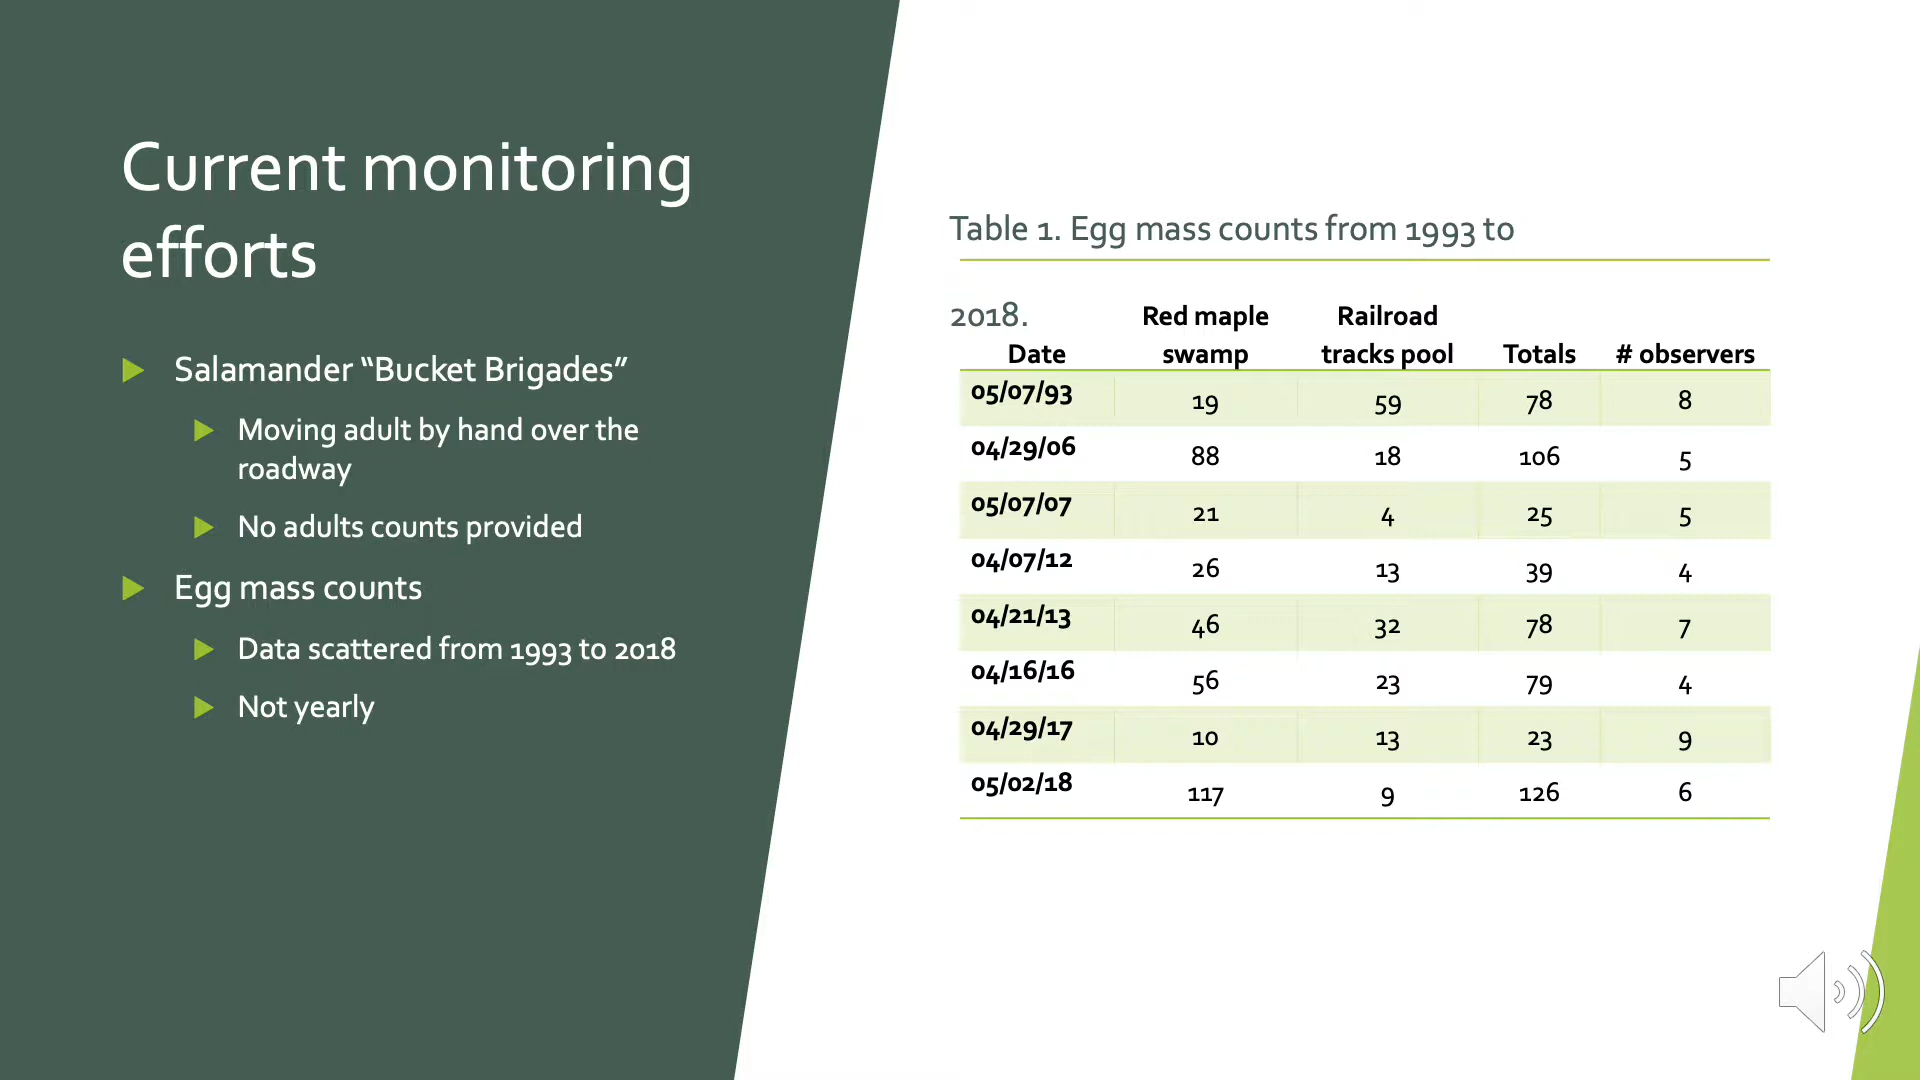 Current monitoring
efforts
Salamander “Bucket Brigades”
Moving adult by hand over the
roadway
No adults counts provided
Egg mass counts
Data scattered from 1993 to 2018
Not yearly
Table 1. Egg mass counts from 1993 to
2018.
Date Red maple swamp Railroad tracks pool Totals # observers
05/07/93 19 59 78 8
04/29/06 88 18 106 5
05/07/07 21 4 25 5
04/07/12 26 13 39 4
04/21/13 46 32 78 7
04/16/16 56 23 79 4
04/29/17 10 13 23 9
05/02/18 117 9 126 6